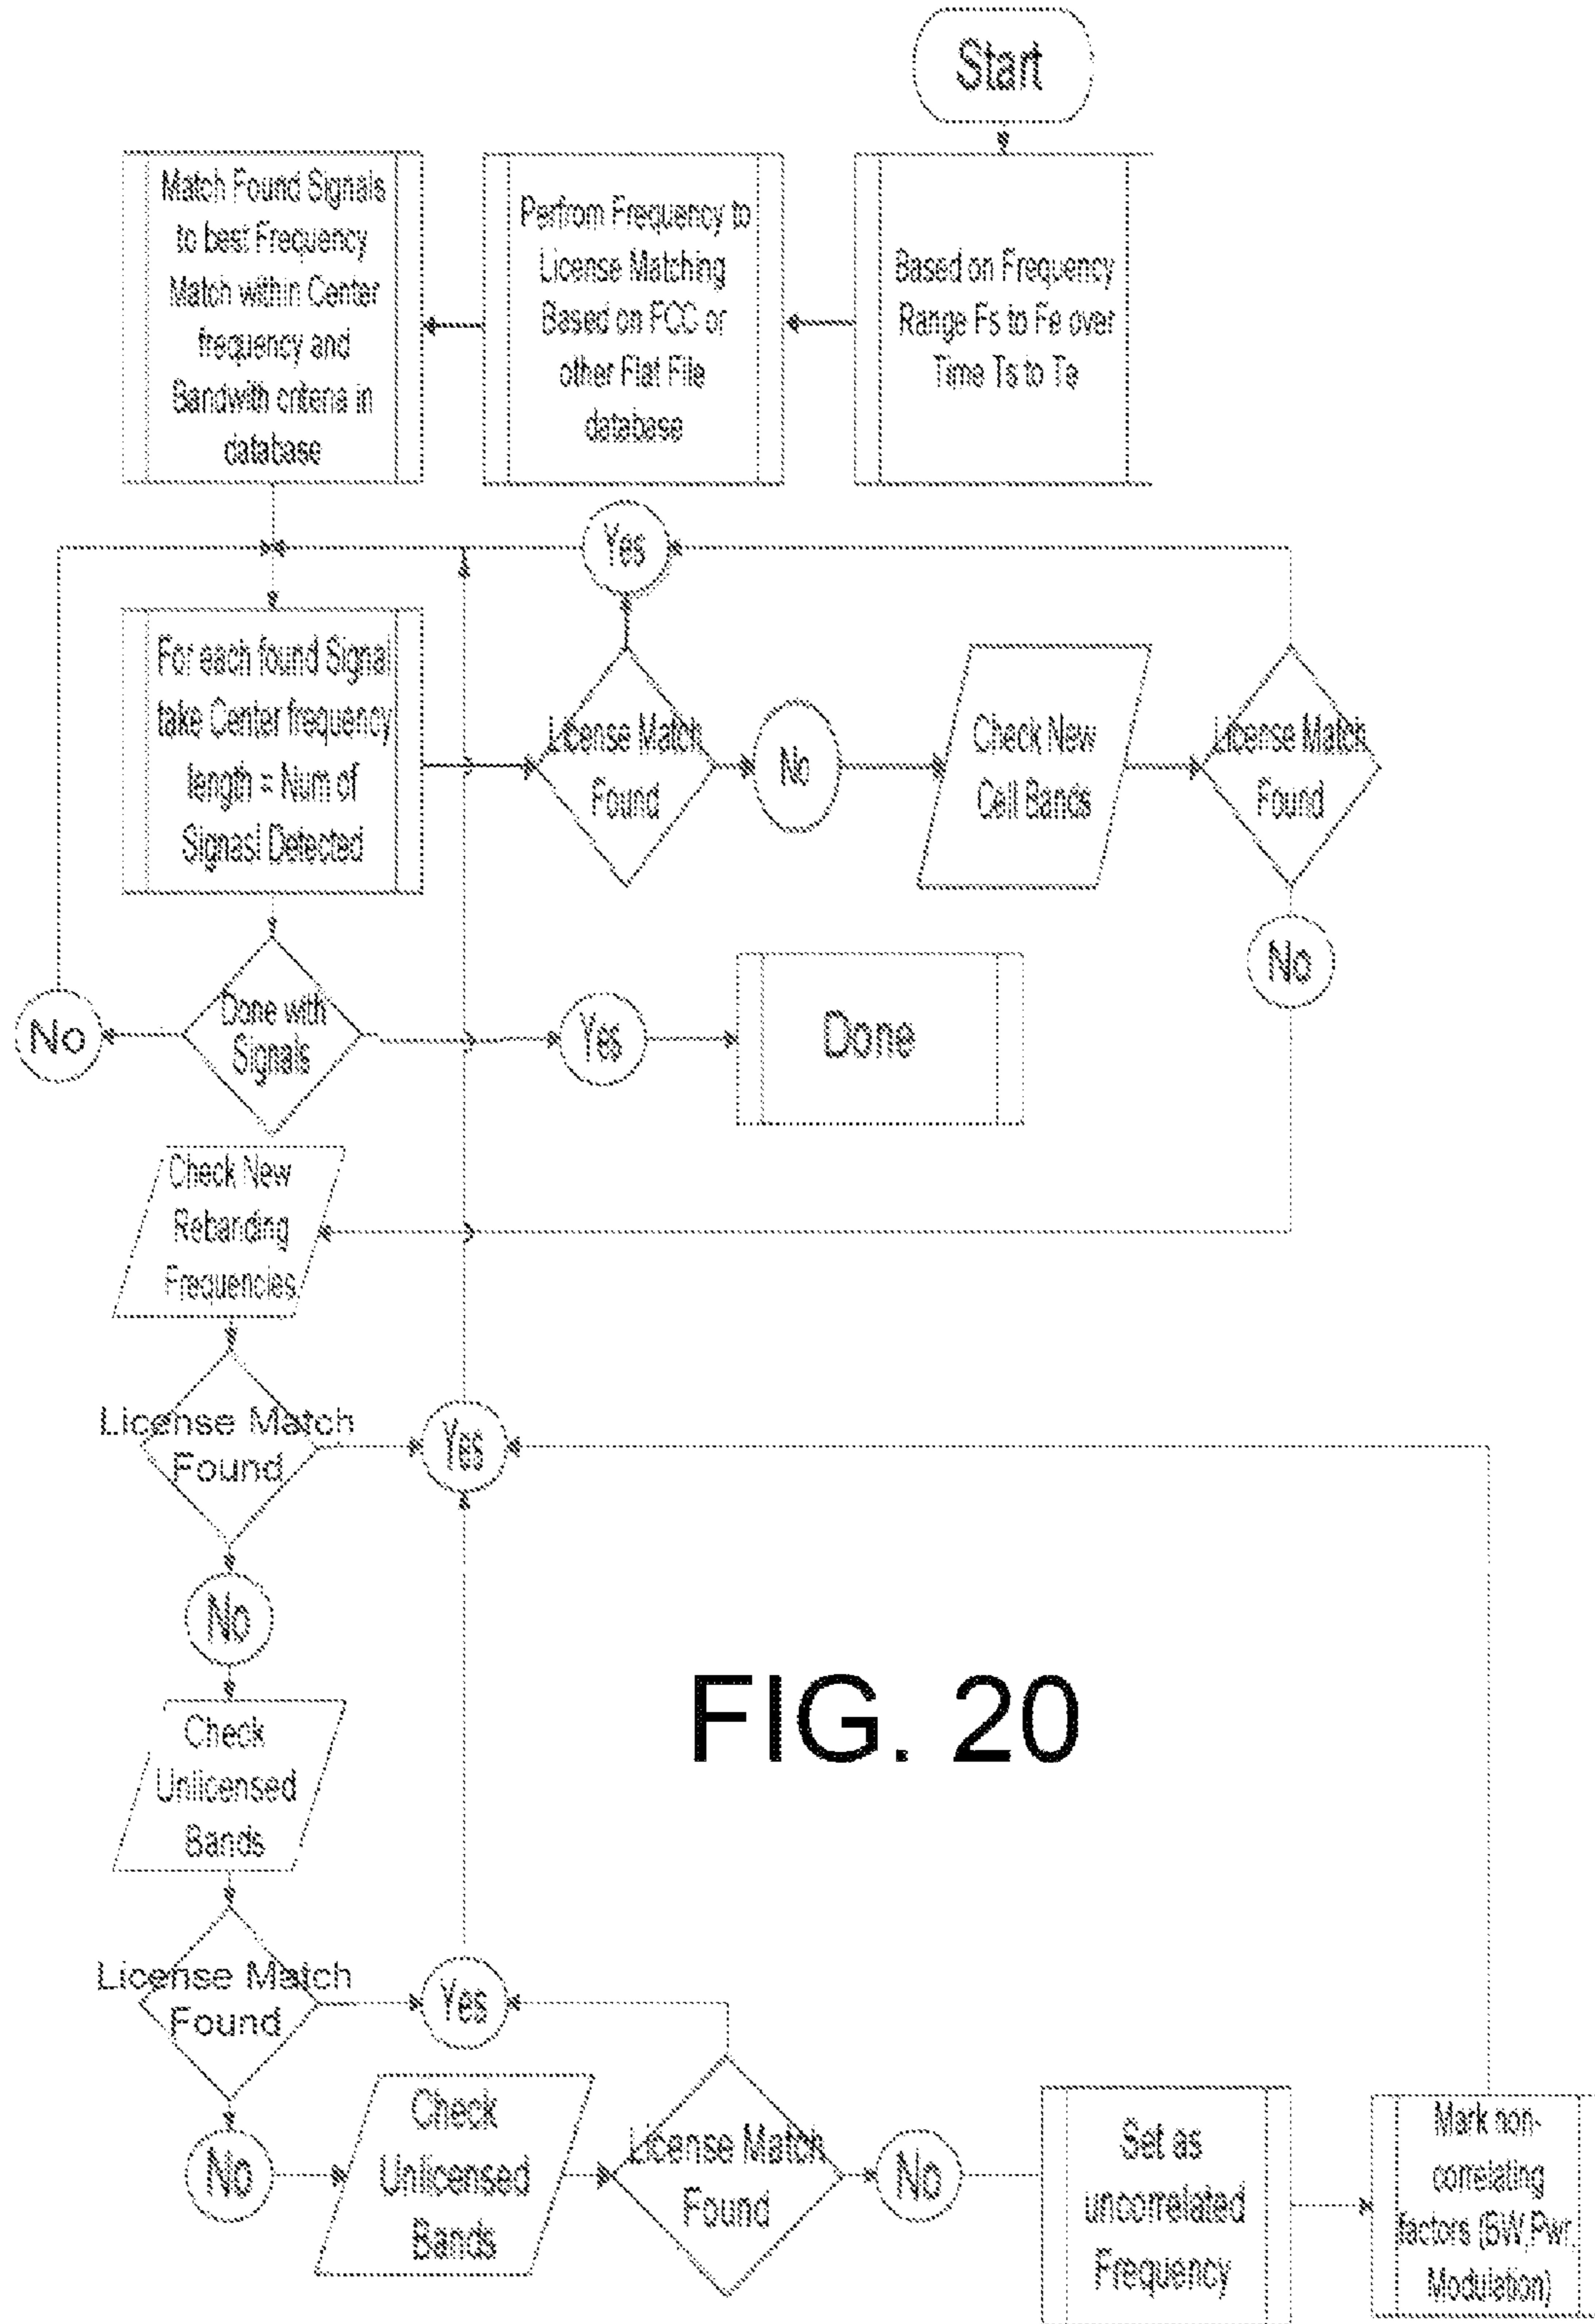 Start
Match Found Signals
to best Frequency
Match within Center
frequency and
Bandwith criteria in
database
Perfrom Frequency to
License Matching
Based on FCC or
other Flat File
database
Based on Frequency
Range Fs to Fe over
Time Ts to Te
Yes
For each found Signal
take Center frequency
length = Num of
Signasl Detected
License Match
Found
No
Check New
Cell Bands
License Match
Found
No
No
Done with
Signals
Yes
Done
Check New
Rebanding
Frequencies
License Match
Found
Yes
No
FIG. 20
Check
Unlicensed
Bands
License Match
Found
Yes
No
Check
Unlicensed
Bands
License Match
Found
No
Set as
uncorrelated
Frequency
Mark non-
correlating
factors (BW,Pwr,
Modulation)